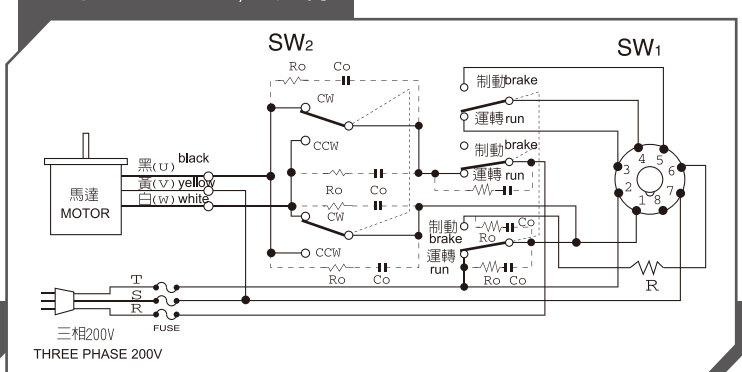 SW₂
SW₁
Ro Co
CW
CCW
Ro Co
CW
CCW
Ro Co
制動brake
運轉run
制動brake
運轉run
制動
brake
運轉
run
Co
Ro
Ro Co
4 5
3 6
2 7
1 8
R
馬達
MOTOR
黑(U) black
黃(V) yellow
白(W) white
T
S
R
FUSE
三相200V
THREE PHASE 200V